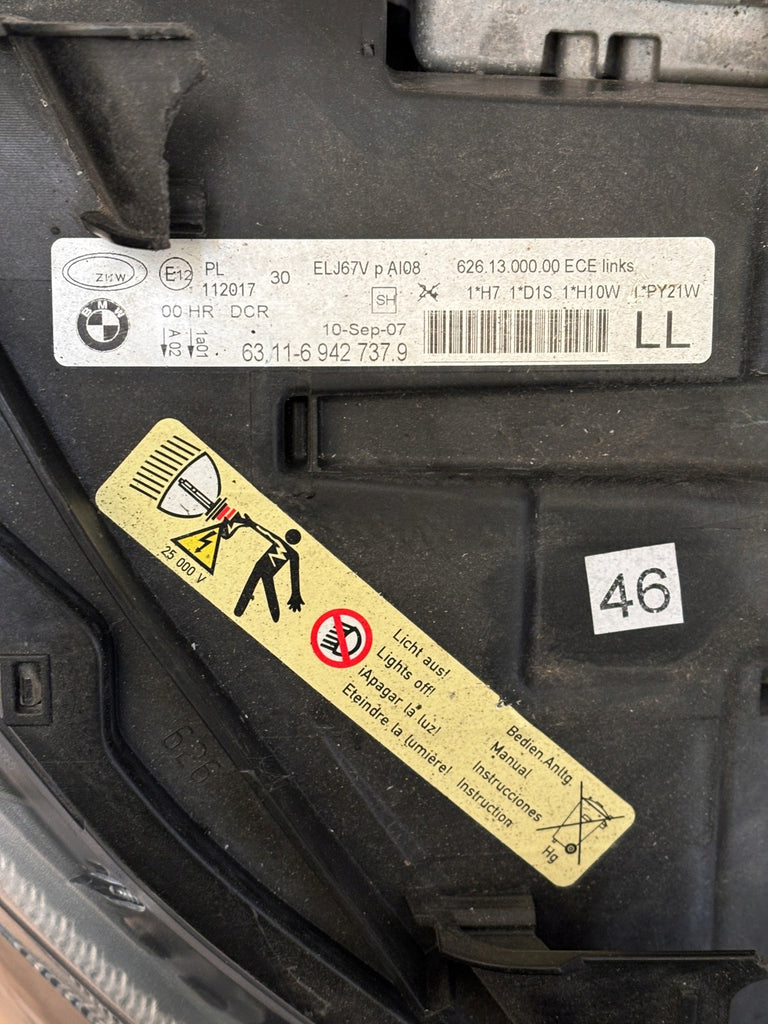 ZKW
E12
PL
112017
30
ELJ67V p AI08
626.13.000.00 ECE links
SH
26
1*H7 1*D1S 1*H10W 1*PY21W
BMW
00 HR DCR
A 02
1a01
10-Sep-07
63.11-6 942 737.9
LL
25 000 V
Licht aus!
Lights off!
¡Apagar la luz!
Eteindre la lumière!
Bedien.Anltg.
Manual
Instrucciones
Instruction
Hg
46
626